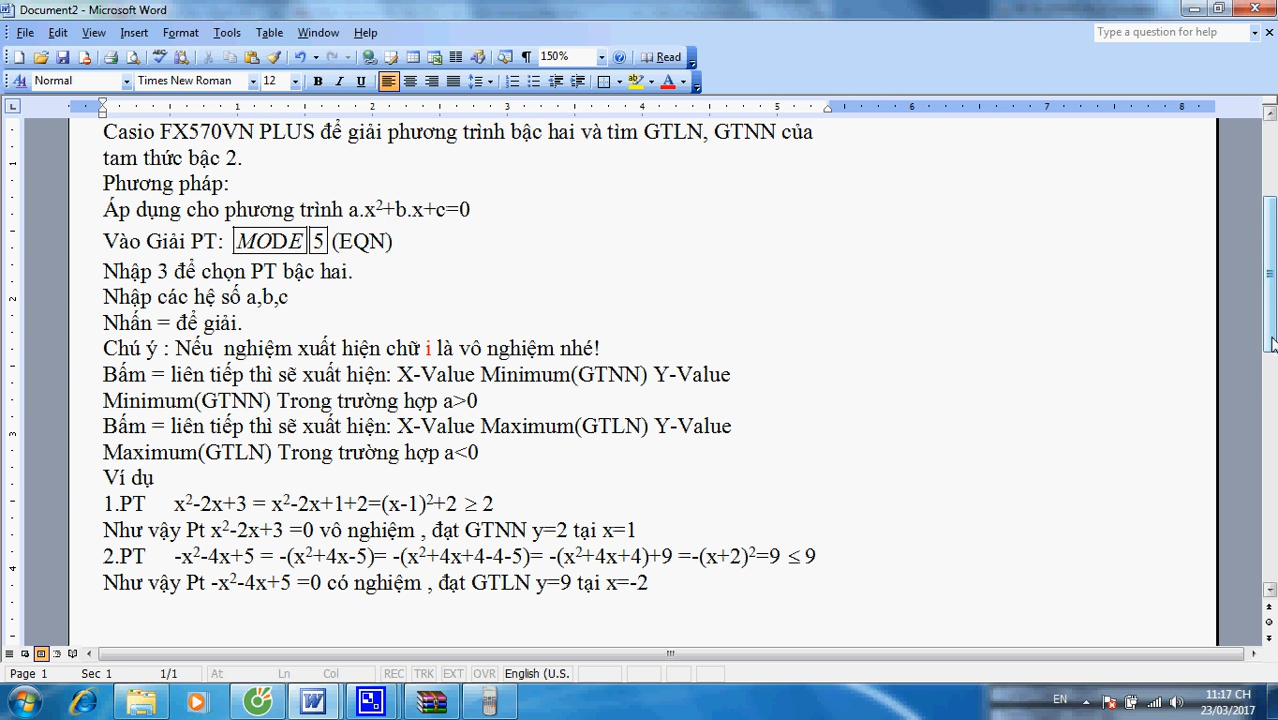 Document2 - Microsoft Word
File Edit View Insert Format Tools Table Window Help
Type a question for help
150%
Read
Normal
Times New Roman
12
B I U
1 2 3 4 5 6 7 8
Casio FX570VN PLUS để giải phương trình bậc hai và tìm GTLN, GTNN của
tam thức bậc 2.
Phương pháp:
Áp dụng cho phương trình a.x²+b.x+c=0
Vào Giải PT: MODE 5 (EQN)
Nhập 3 để chọn PT bậc hai.
Nhập các hệ số a,b,c
Nhấn = để giải.
Chú ý : Nếu nghiệm xuất hiện chữ i là vô nghiệm nhé!
Bấm = liên tiếp thì sẽ xuất hiện: X-Value Minimum(GTNN) Y-Value
Minimum(GTNN) Trong trường hợp a>0
Bấm = liên tiếp thì sẽ xuất hiện: X-Value Maximum(GTLN) Y-Value
Maximum(GTLN) Trong trường hợp a<0
Ví dụ
1.PT x²-2x+3 = x²-2x+1+2=(x-1)²+2 ≥ 2
Như vậy Pt x²-2x+3 =0 vô nghiệm , đạt GTNN y=2 tại x=1
2.PT -x²-4x+5 = -(x²+4x-5)= -(x²+4x+4-4-5)= -(x²+4x+4)+9 =-(x+2)²=9 ≤ 9
Như vậy Pt -x²-4x+5 =0 có nghiệm , đạt GTLN y=9 tại x=-2
Page 1 Sec 1 1/1 At Ln Col REC TRK EXT OVR English (U.S.
EN
11:17 CH
23/03/2017